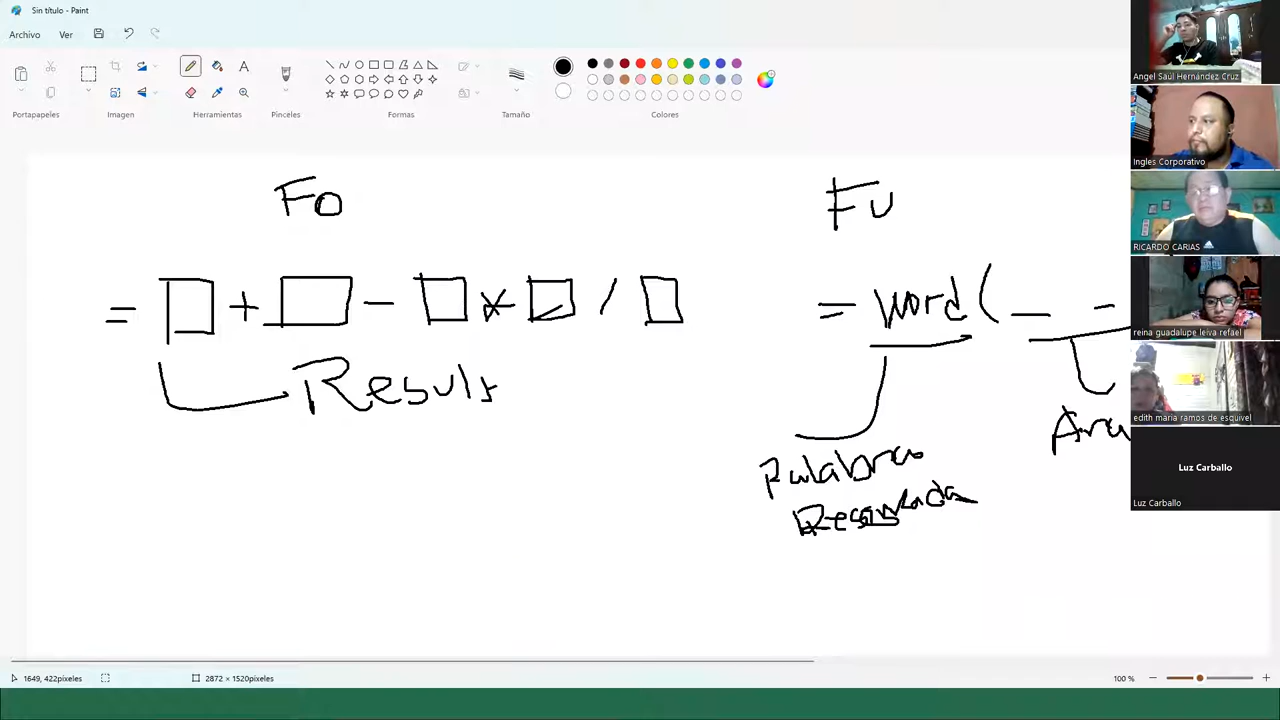 Sin título - Paint
Archivo Ver
Portapapeles Imagen Herramientas Pinceles Formas Tamaño Colores
Fo Fu
= + - * / = word ( _ -
Result
Palabra
Reservada
Angel Saúl Hernández Cruz
Ingles Corporativo
RICARDO CARIAS
reina guadalupe leiva refael
edith maria ramos de esquivel
Luz Carballo
Luz Carballo
1649, 422píxeles 2872 × 1520píxeles 100 %